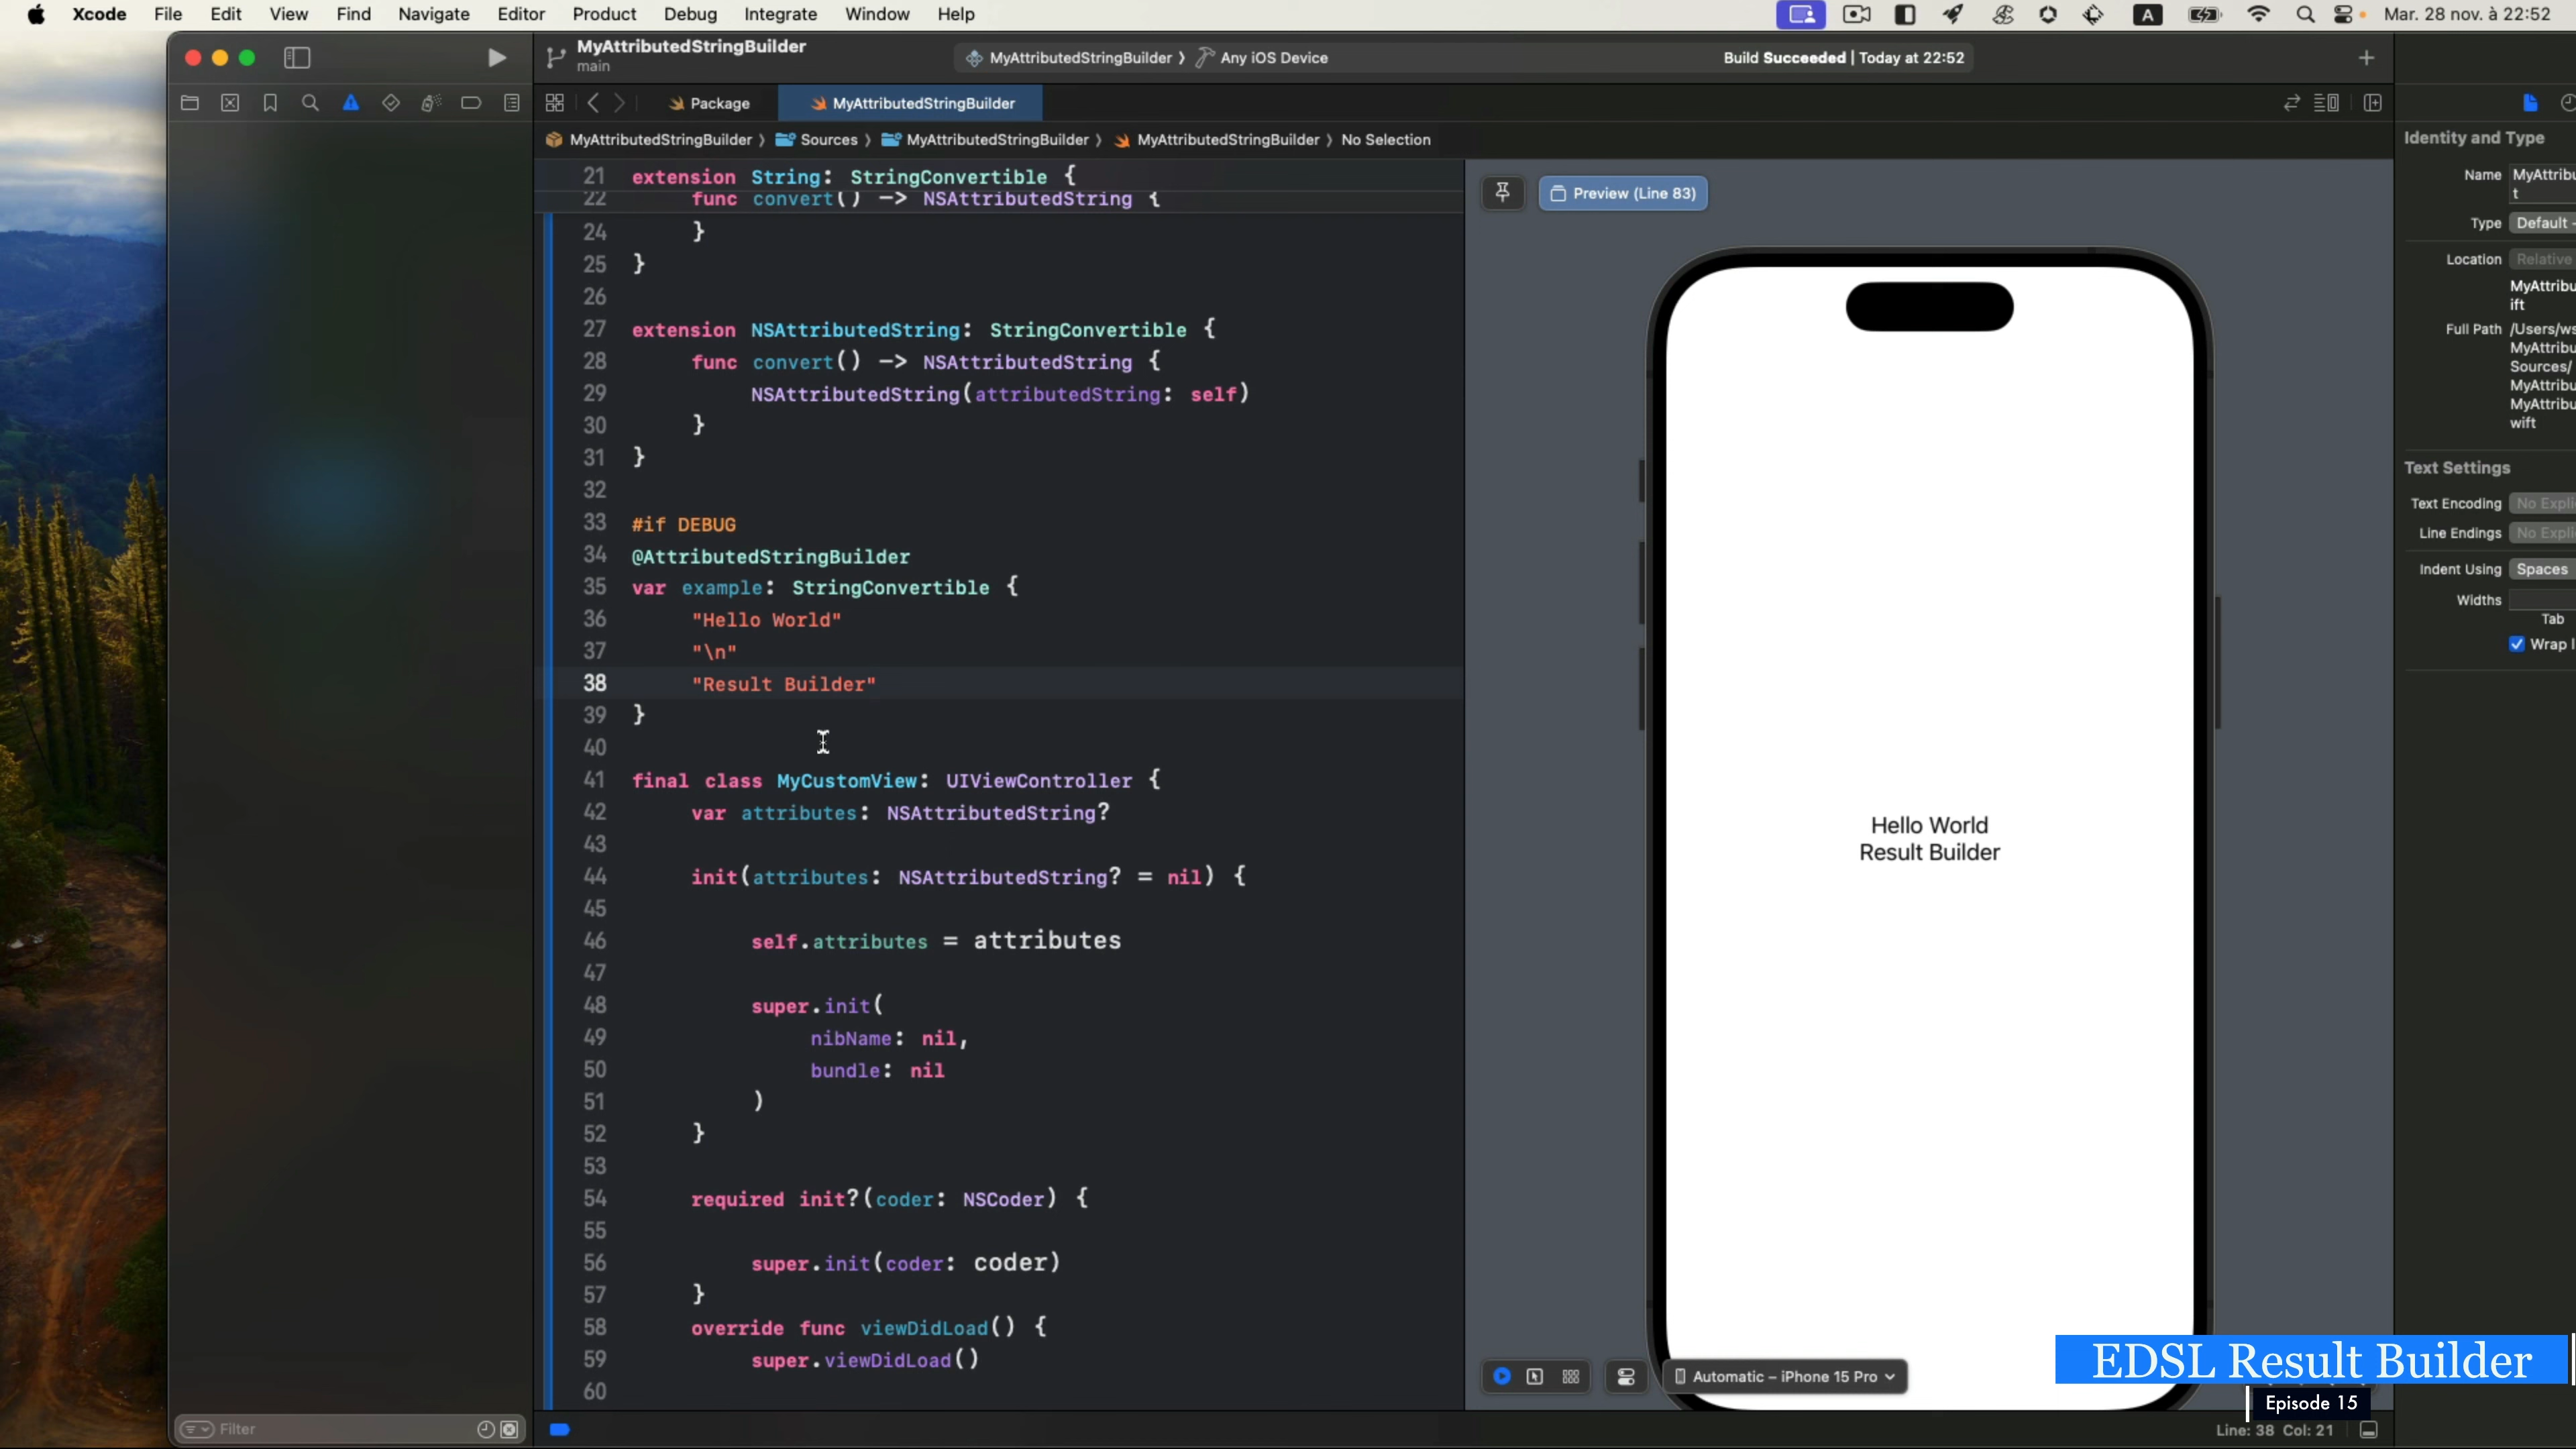 Xcode File Edit View Find Navigate Editor Product Debug Integrate Window Help
A
Mar. 28 nov. à 22:52
MyAttributedStringBuilder
main
MyAttributedStringBuilder 〉 Any iOS Device
Build Succeeded | Today at 22:52
Package
MyAttributedStringBuilder
MyAttributedStringBuilder 〉 Sources 〉 MyAttributedStringBuilder 〉 MyAttributedStringBuilder 〉 No Selection
21 extension String: StringConvertible {
22 func convert() -> NSAttributedString {
24 }
25 }
26
27 extension NSAttributedString: StringConvertible {
28 func convert() -> NSAttributedString {
29 NSAttributedString(attributedString: self)
30 }
31 }
32
33 #if DEBUG
34 @AttributedStringBuilder
35 var example: StringConvertible {
36 "Hello World"
37 "\n"
38 "Result Builder"
39 }
40
41 final class MyCustomView: UIViewController {
42 var attributes: NSAttributedString?
43
44 init(attributes: NSAttributedString? = nil) {
45
46 self.attributes = attributes
47
48 super.init(
49 nibName: nil,
50 bundle: nil
51 )
52 }
53
54 required init?(coder: NSCoder) {
55
56 super.init(coder: coder)
57 }
58 override func viewDidLoad() {
59 super.viewDidLoad()
60
Filter
Preview (Line 83)
Hello World
Result Builder
Automatic – iPhone 15 Pro
Identity and Type
Name MyAttribu
t
Type Default -
Location Relative
MyAttribu
ift
Full Path /Users/ws
MyAttribu
Sources/
MyAttribu
MyAttribu
wift
Text Settings
Text Encoding No Expli
Line Endings No Expli
Indent Using Spaces
Widths
Tab
Wrap l
EDSL Result Builder
Episode 15
Line: 38 Col: 21